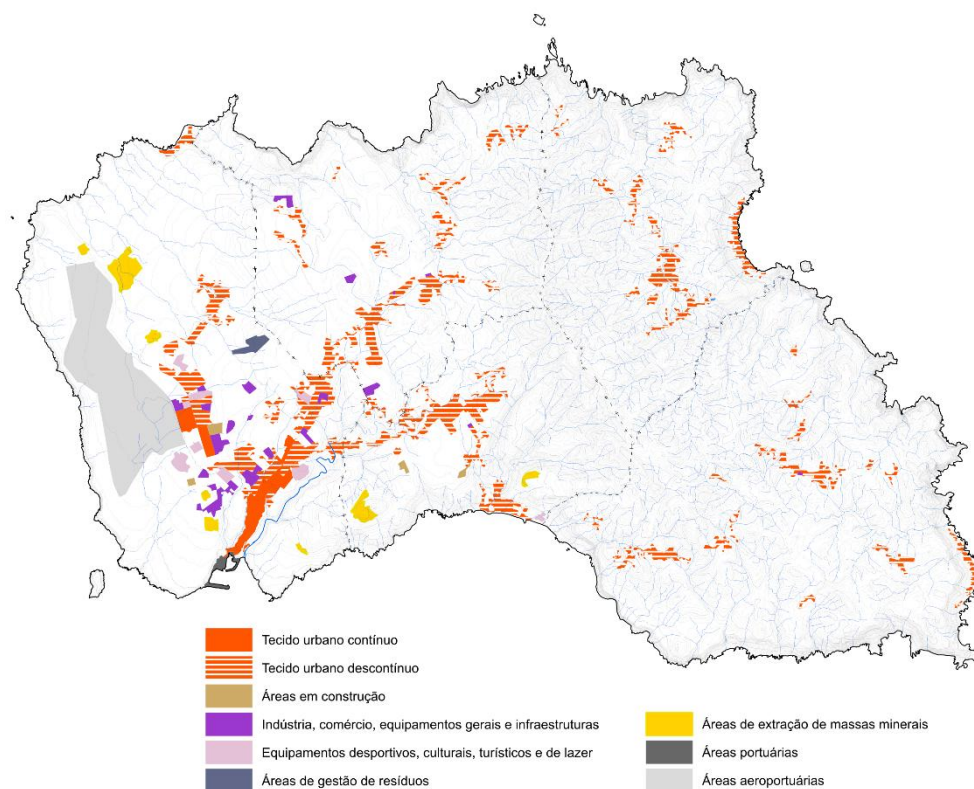 Tecido urbano contínuo
Tecido urbano descontínuo
Áreas em construção
Indústria, comércio, equipamentos gerais e infraestruturas
Equipamentos desportivos, culturais, turísticos e de lazer
Áreas de gestão de resíduos
Áreas de extração de massas minerais
Áreas portuárias
Áreas aeroportuárias